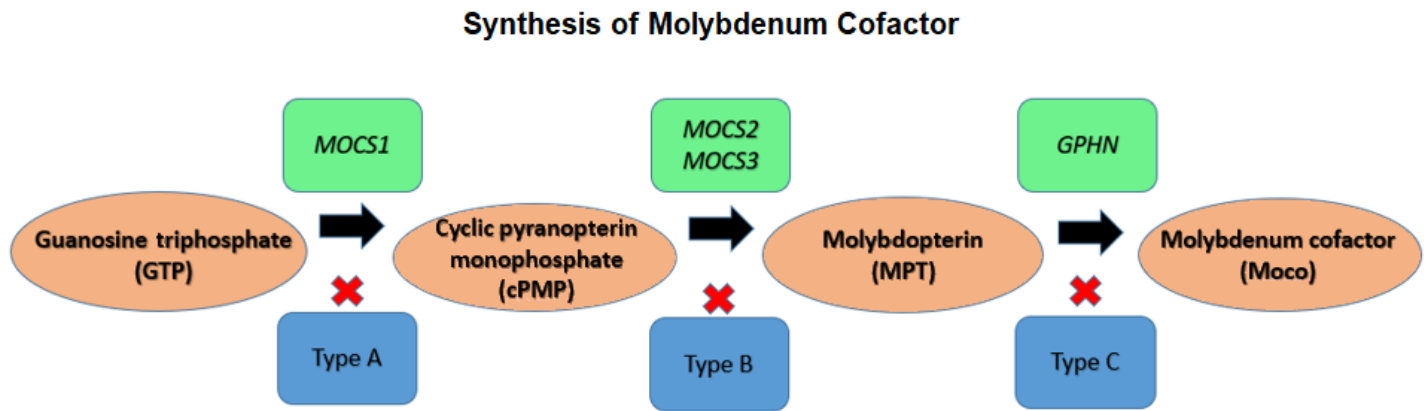 Synthesis of Molybdenum Cofactor
MOCS1
MOCS2
MOCS3
GPHN
Guanosine triphosphate
(GTP)
Cyclic pyranopterin
monophosphate
(cPMP)
Molybdopterin
(MPT)
Molybdenum cofactor
(Moco)
Type A
Type B
Type C